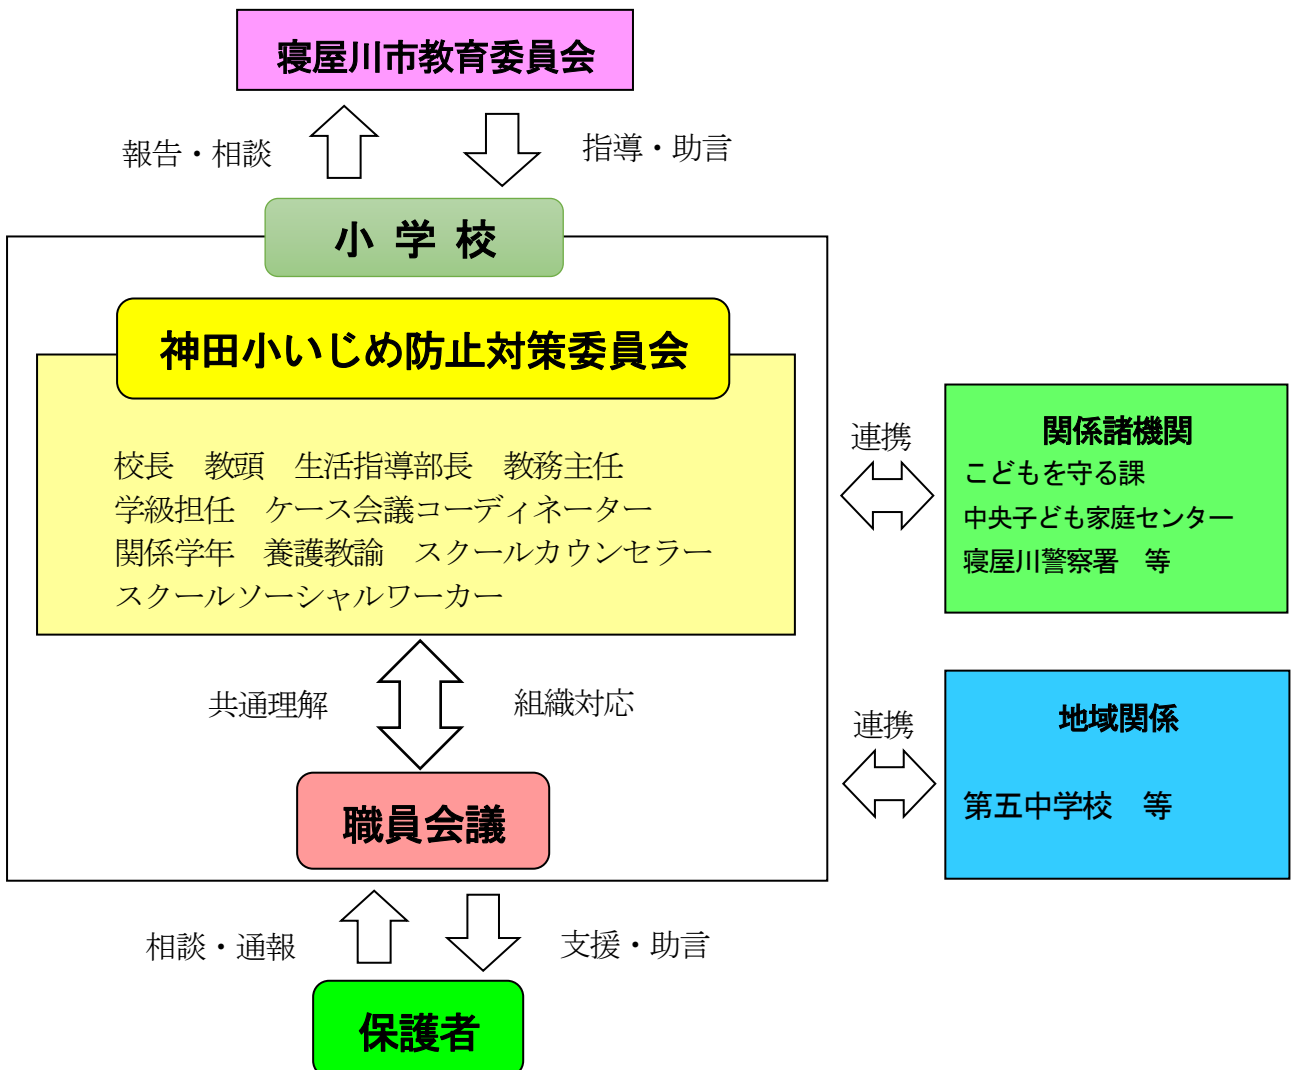 寝屋川市教育委員会
報告・相談
指導・助言
小 学 校
神田小いじめ防止対策委員会
校長　教頭　生活指導部長　教務主任
学級担任　ケース会議コーディネーター
関係学年　養護教諭　スクールカウンセラー
スクールソーシャルワーカー
連携
関係諸機関
こどもを守る課
中央子ども家庭センター
寝屋川警察署　等
共通理解
組織対応
連携
地域関係
第五中学校　等
職員会議
相談・通報
支援・助言
保護者